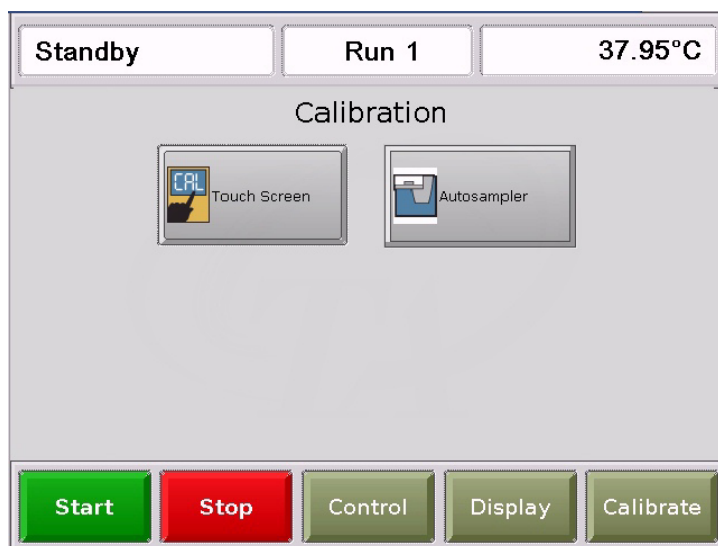 Standby Run 1 37.95°C
Calibration
CAL Touch Screen Autosampler
Start Stop Control Display Calibrate